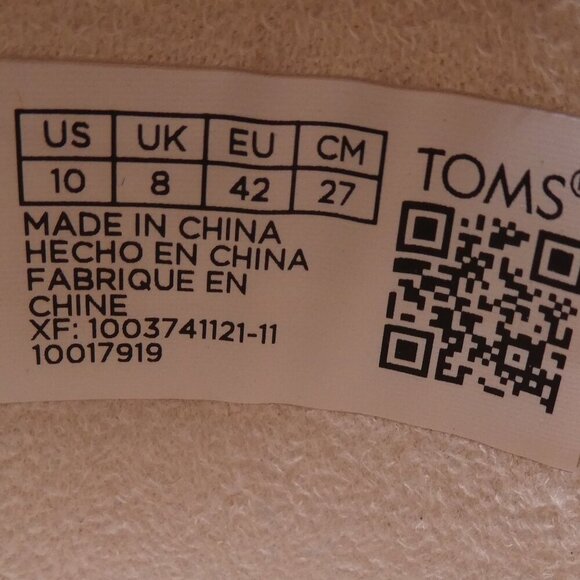 US UK EU CM
10 8 42 27
MADE IN CHINA
HECHO EN CHINA
FABRIQUE EN
CHINE
XF: 1003741121-11
10017919
TOMS®